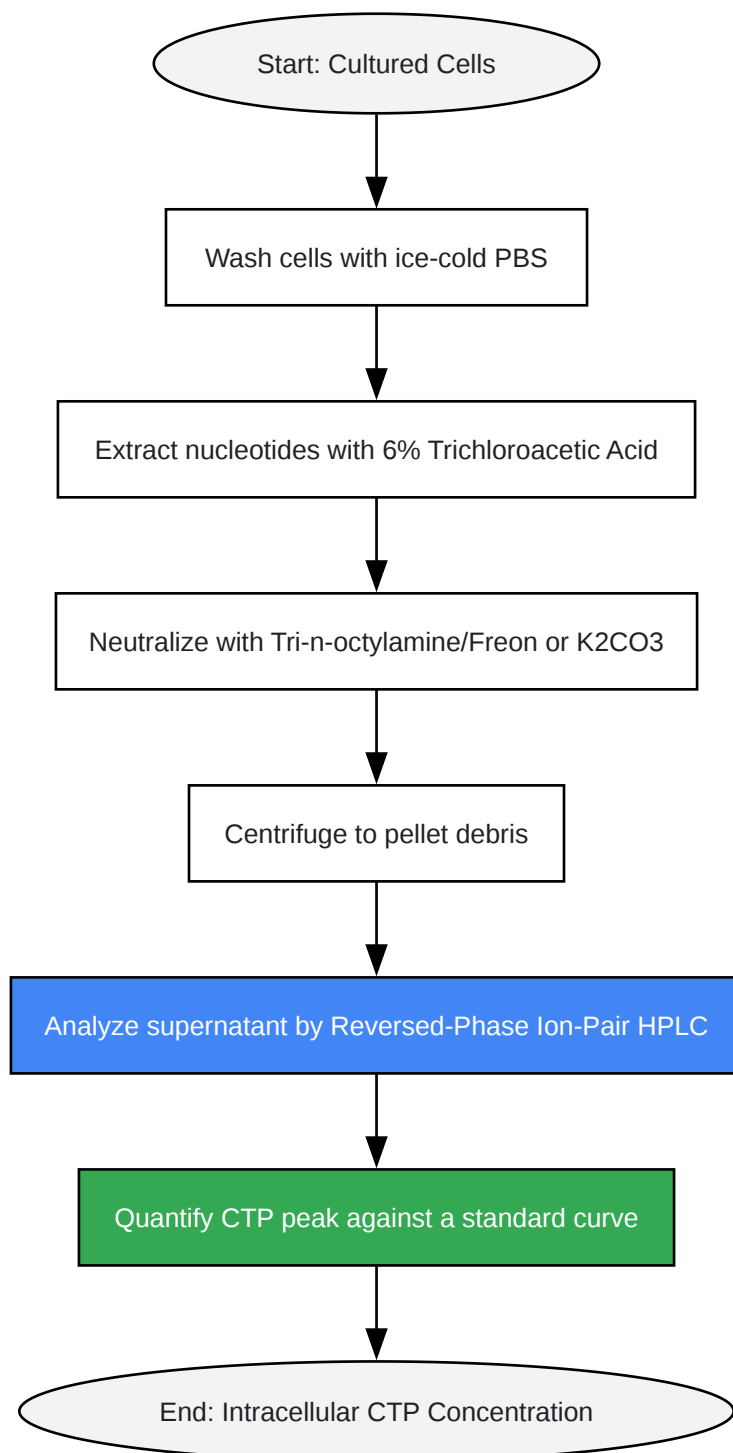 Start: Cultured Cells
Wash cells with ice-cold PBS
Extract nucleotides with 6% Trichloroacetic Acid
Neutralize with Tri-n-octylamine/Freon or K2CO3
Centrifuge to pellet debris
Analyze supernatant by Reversed-Phase Ion-Pair HPLC
Quantify CTP peak against a standard curve
End: Intracellular CTP Concentration